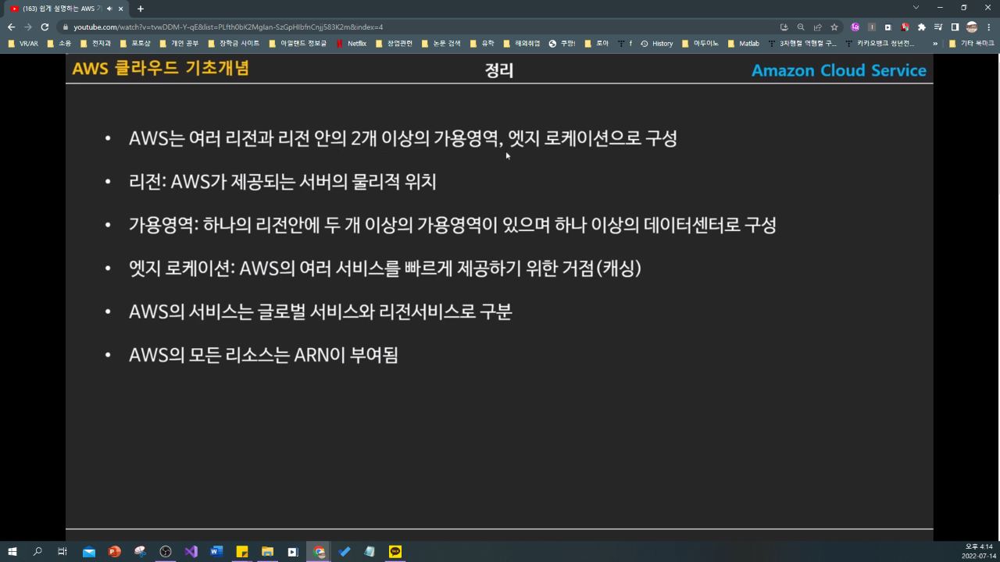 (163) 쉽게 설명하는 AWS 기
youtube.com/watch?v=tvwDDM-Y-qE&list=PLfth0bK2MgIan-SzGpHIbfnCnjj583K2m&index=4
VR/AR 소융 전자과 포토샵 개인 공부 장학금 사이트 아일랜드 정보글 Netflix 창업관련 논문 검색 유학 해외취업 쿠팡! 로아 f History 아두이노 Matlab 3차행렬 역행렬 구... 카카오뱅크 청년전... » 기타 북마크
AWS 클라우드 기초개념 정리 Amazon Cloud Service
• AWS는 여러 리전과 리전 안의 2개 이상의 가용영역, 엣지 로케이션으로 구성
• 리전: AWS가 제공되는 서버의 물리적 위치
• 가용영역: 하나의 리전안에 두 개 이상의 가용영역이 있으며 하나 이상의 데이터센터로 구성
• 엣지 로케이션: AWS의 여러 서비스를 빠르게 제공하기 위한 거점(캐싱)
• AWS의 서비스는 글로벌 서비스와 리전서비스로 구분
• AWS의 모든 리소스는 ARN이 부여됨
오후 4:14
2022-07-14